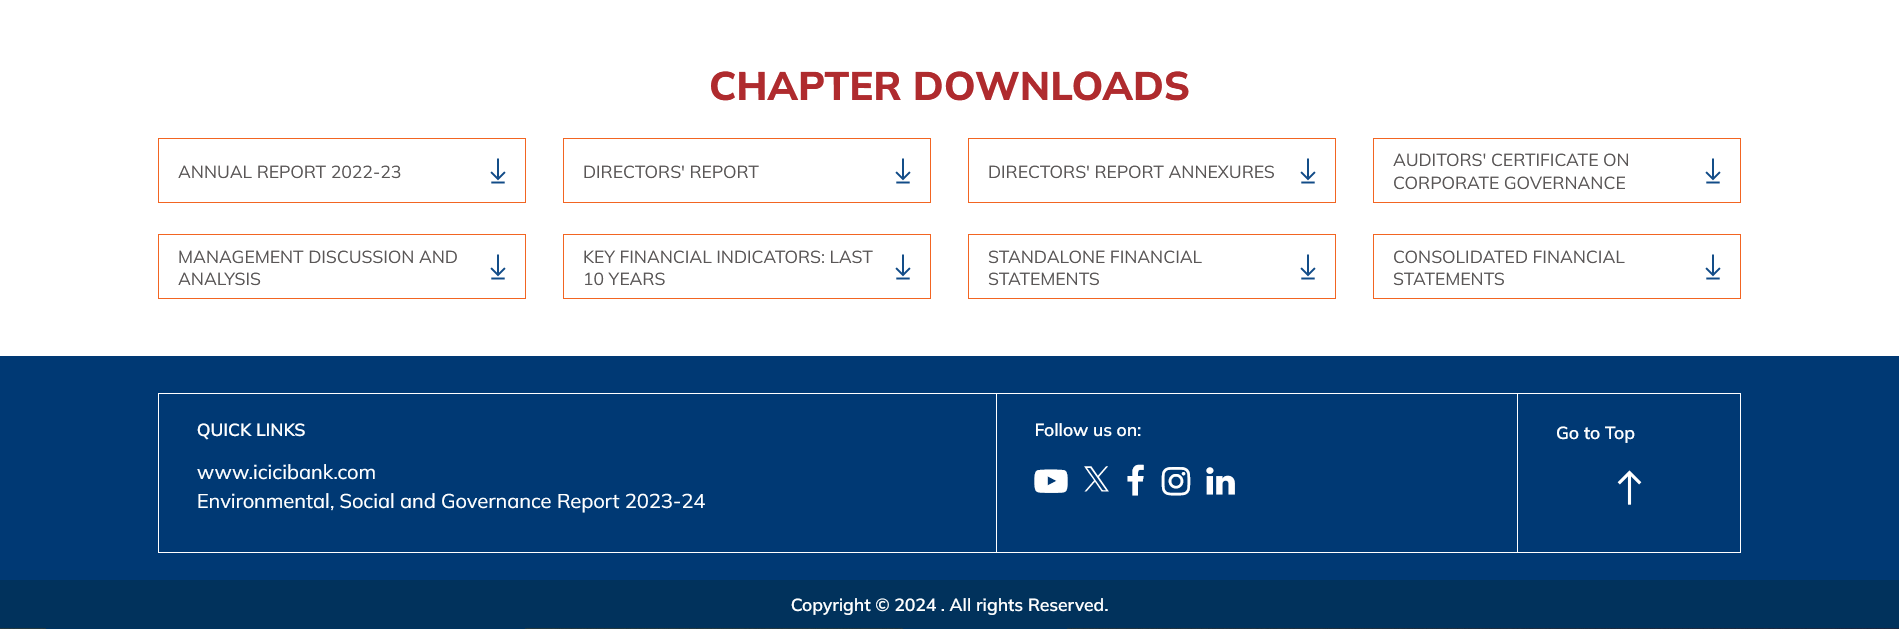 CHAPTER DOWNLOADS
ANNUAL REPORT 2022-23
DIRECTORS' REPORT
DIRECTORS' REPORT ANNEXURES
AUDITORS' CERTIFICATE ON
CORPORATE GOVERNANCE
MANAGEMENT DISCUSSION AND
ANALYSIS
KEY FINANCIAL INDICATORS: LAST
10 YEARS
STANDALONE FINANCIAL
STATEMENTS
CONSOLIDATED FINANCIAL
STATEMENTS
QUICK LINKS
www.icicibank.com
Environmental, Social and Governance Report 2023-24
Follow us on:
Go to Top
Copyright © 2024 . All rights Reserved.